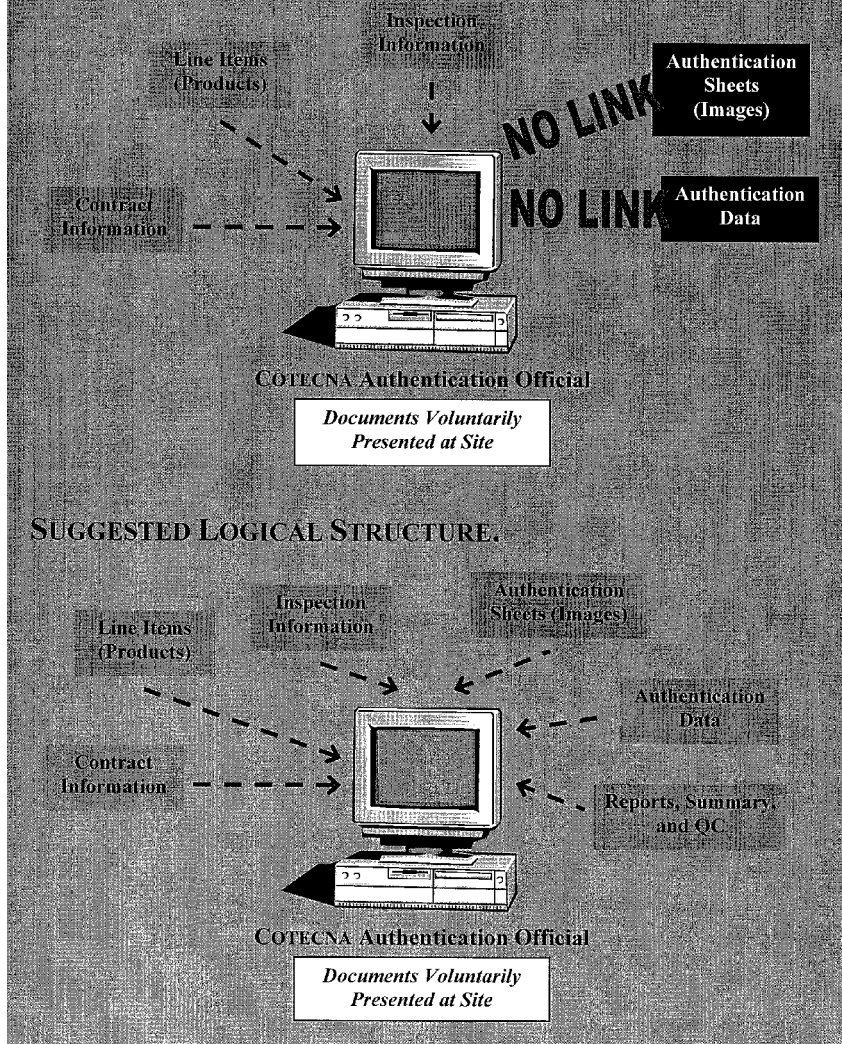 Inspection
Information
Line Items
(Products)
Authentication
Sheets
(Images)
NO LINK
Contract
Information
NO LINK
Authentication
Data
COTECNA Authentication Official
Documents Voluntarily
Presented at Site
SUGGESTED LOGICAL STRUCTURE.
Inspection
Information
Authentication
Sheets (Images)
Line Items
(Products)
Authentication
Data
Contract
Information
Reports, Summary,
and QC
COTECNA Authentication Official
Documents Voluntarily
Presented at Site